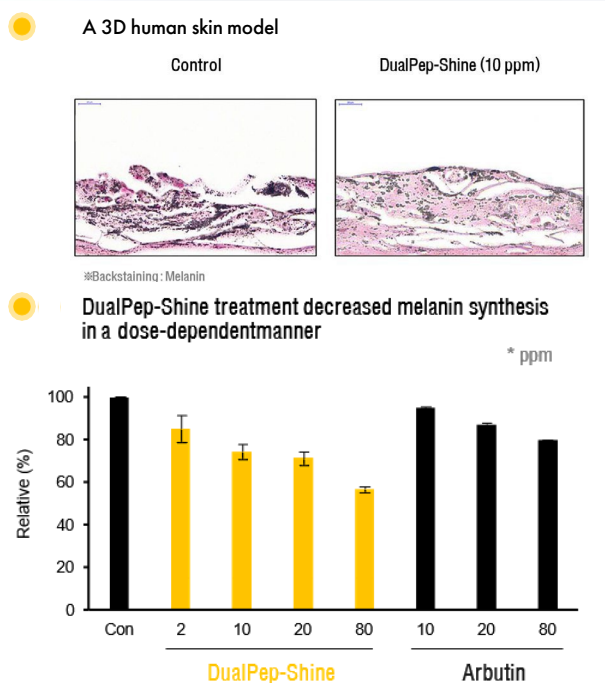 A 3D human skin model
Control
DualPep-Shine (10 ppm)
※Backstaining : Melanin
DualPep-Shine treatment decreased melanin synthesis
in a dose-dependentmanner
* ppm
Relative (%)
100
80
60
40
20
0
Con 2 10 20 80 10 20 80
DualPep-Shine Arbutin